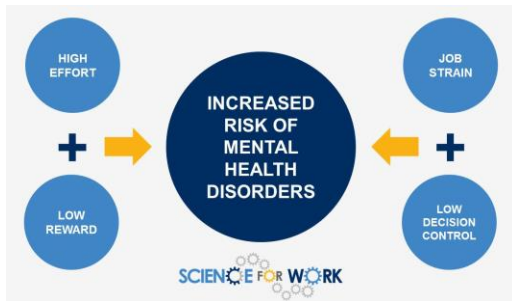 HIGH
EFFORT
+
LOW
REWARD
INCREASED
RISK OF
MENTAL
HEALTH
DISORDERS
JOB
STRAIN
+
LOW
DECISION
CONTROL
SCIENCE FOR WORK